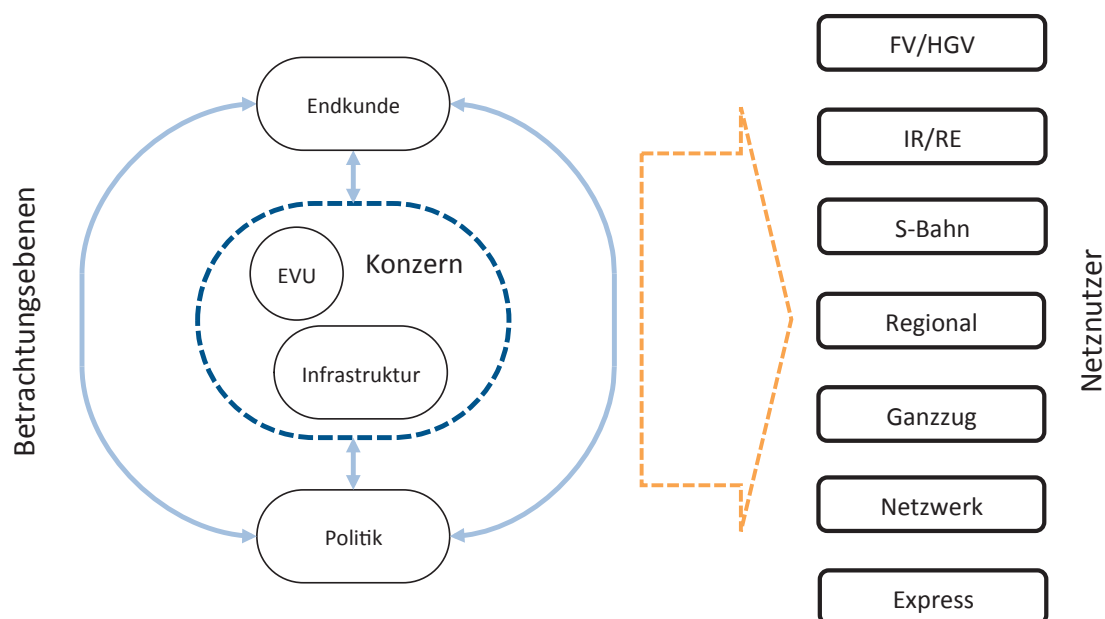 Betrachtungsebenen
Endkunde
EVU
Konzern
Infrastruktur
Politik
FV/HGV
IR/RE
S-Bahn
Regional
Ganzzug
Netzwerk
Express
Netznutzer